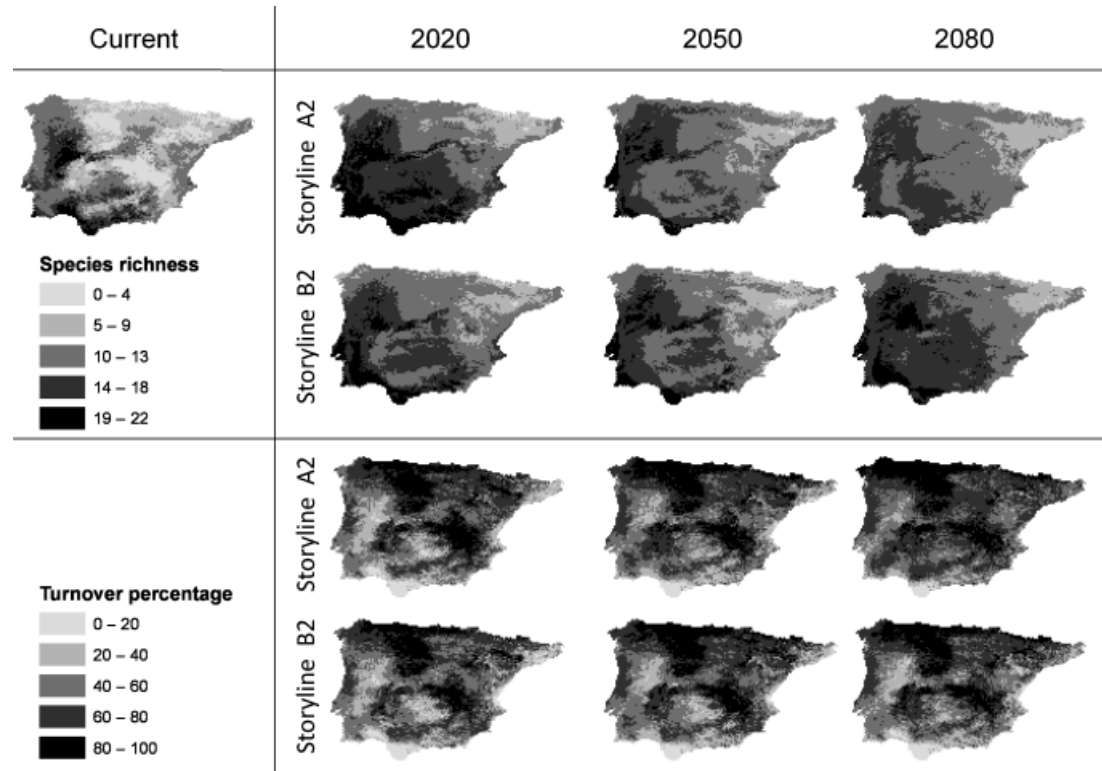 Current
2020
2050
2080
Storyline A2
Species richness
0 – 4
5 – 9
10 – 13
14 – 18
19 – 22
Storyline B2
Storyline A2
Turnover percentage
0 – 20
20 – 40
40 – 60
60 – 80
80 – 100
Storyline B2